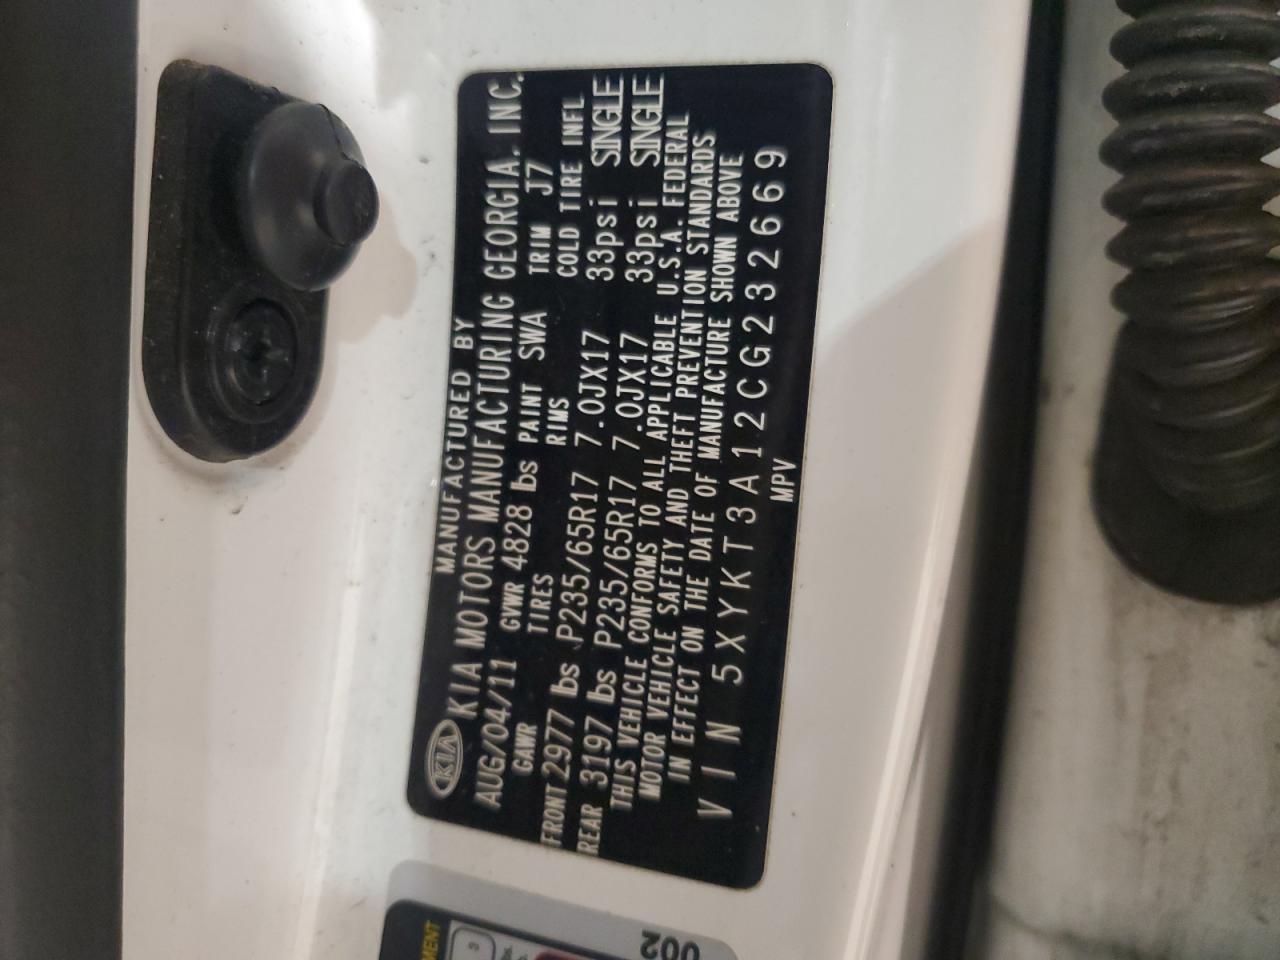 MANUFACTURED BY
KIA KIA MOTORS MANUFACTURING GEORGIA. INC.
AUG/04/11 GVWR 4828 lbs PAINT SWA TRIM J7
GAWR TIRES RIMS COLD TIRE INFL
FRONT 2977 lbs P235/65R17 7.0JX17 33psi SINGLE
REAR 3197 lbs P235/65R17 7.0JX17 33psi SINGLE
THIS VEHICLE CONFORMS TO ALL APPLICABLE U.S.A. FEDERAL
MOTOR VEHICLE SAFETY AND THEFT PREVENTION STANDARDS
IN EFFECT ON THE DATE OF MANUFACTURE SHOWN ABOVE
VIN 5XYKT3A12CG232669
MPV
002